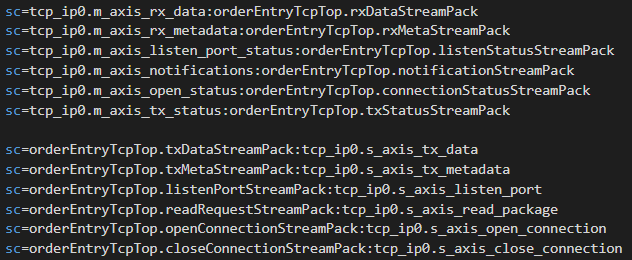 sc=tcp_ip0.m_axis_rx_data:orderEntryTcpTop.rxDataStreamPack
sc=tcp_ip0.m_axis_rx_metadata:orderEntryTcpTop.rxMetaStreamPack
sc=tcp_ip0.m_axis_listen_port_status:orderEntryTcpTop.listenStatusStreamPack
sc=tcp_ip0.m_axis_notifications:orderEntryTcpTop.notificationStreamPack
sc=tcp_ip0.m_axis_open_status:orderEntryTcpTop.connectionStatusStreamPack
sc=tcp_ip0.m_axis_tx_status:orderEntryTcpTop.txStatusStreamPack
sc=orderEntryTcpTop.txDataStreamPack:tcp_ip0.s_axis_tx_data
sc=orderEntryTcpTop.txMetaStreamPack:tcp_ip0.s_axis_tx_metadata
sc=orderEntryTcpTop.listenPortStreamPack:tcp_ip0.s_axis_listen_port
sc=orderEntryTcpTop.readRequestStreamPack:tcp_ip0.s_axis_read_package
sc=orderEntryTcpTop.openConnectionStreamPack:tcp_ip0.s_axis_open_connection
sc=orderEntryTcpTop.closeConnectionStreamPack:tcp_ip0.s_axis_close_connection